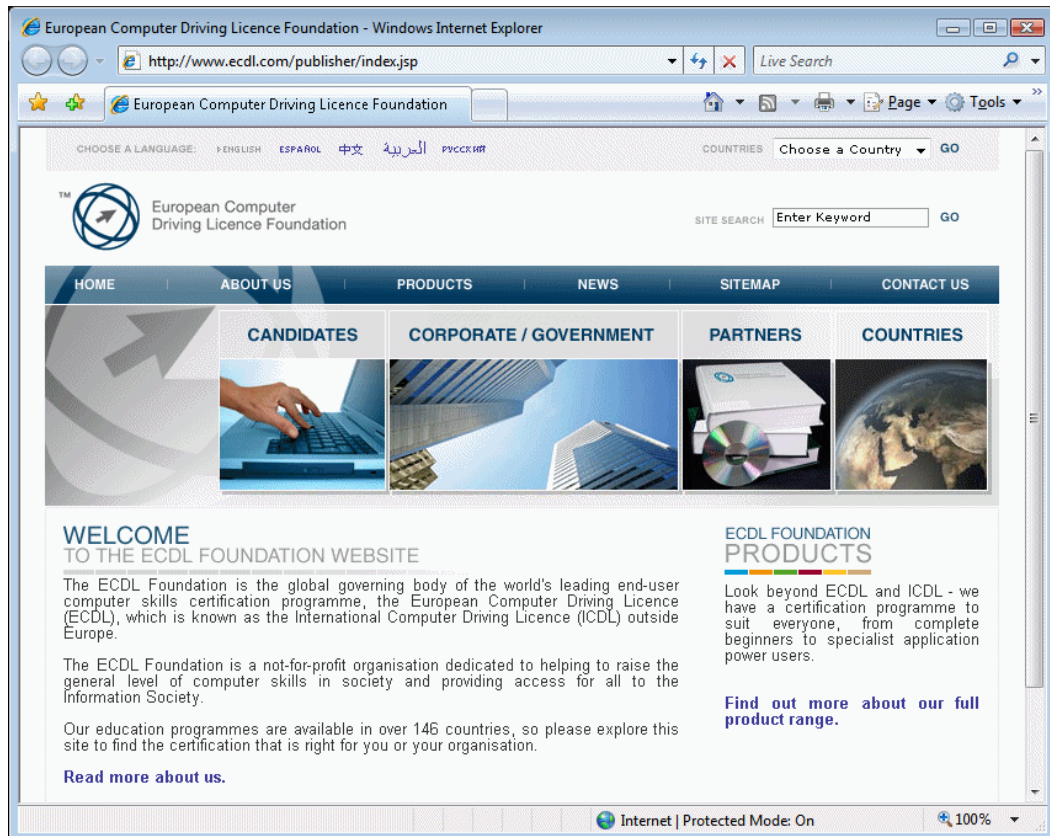 European Computer Driving Licence Foundation - Windows Internet Explorer
http://www.ecdl.com/publisher/index.jsp
Live Search
European Computer Driving Licence Foundation
Page
Tools
CHOOSE A LANGUAGE: ENGLISH ESPAÑOL 中文 العربية РУССКИЙ
COUNTRIES Choose a Country GO
TM
European Computer
Driving Licence Foundation
SITE SEARCH Enter Keyword GO
HOME ABOUT US PRODUCTS NEWS SITEMAP CONTACT US
CANDIDATES CORPORATE / GOVERNMENT PARTNERS COUNTRIES
WELCOME
TO THE ECDL FOUNDATION WEBSITE
The ECDL Foundation is the global governing body of the world's leading end-user
computer skills certification programme, the European Computer Driving Licence
(ECDL), which is known as the International Computer Driving Licence (ICDL) outside
Europe.
The ECDL Foundation is a not-for-profit organisation dedicated to helping to raise the
general level of computer skills in society and providing access for all to the
Information Society.
Our education programmes are available in over 146 countries, so please explore this
site to find the certification that is right for you or your organisation.
Read more about us.
ECDL FOUNDATION
PRODUCTS
Look beyond ECDL and ICDL - we
have a certification programme to
suit everyone, from complete
beginners to specialist application
power users.
Find out more about our full
product range.
Internet | Protected Mode: On
100%